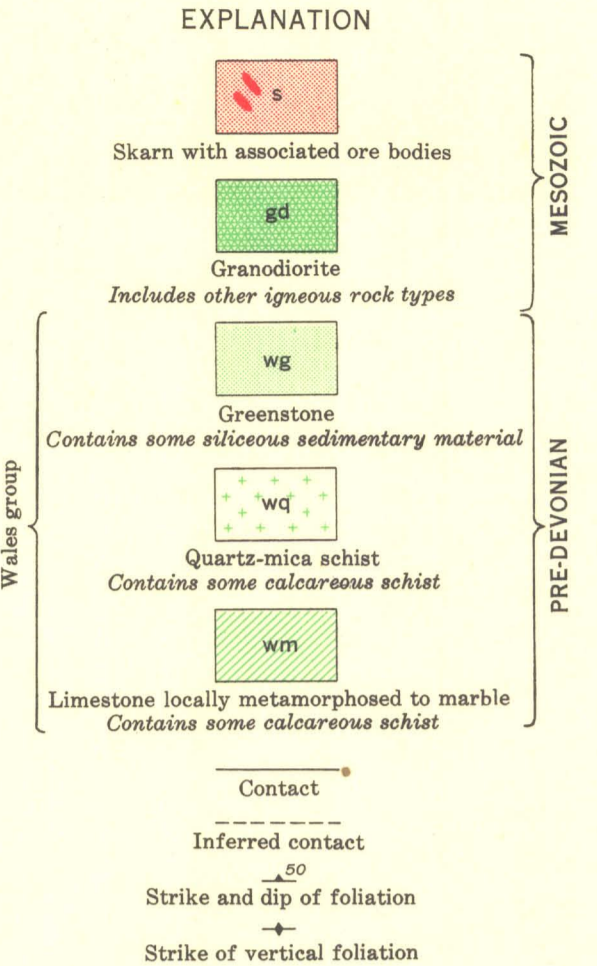 EXPLANATION
s
Skarn with associated ore bodies
gd
Granodiorite
Includes other igneous rock types
MESOZOIC
wg
Greenstone
Contains some siliceous sedimentary material
wq
Quartz-mica schist
Contains some calcareous schist
wm
Limestone locally metamorphosed to marble
Contains some calcareous schist
Wales group
PRE-DEVONIAN
Contact
Inferred contact
50
Strike and dip of foliation
Strike of vertical foliation